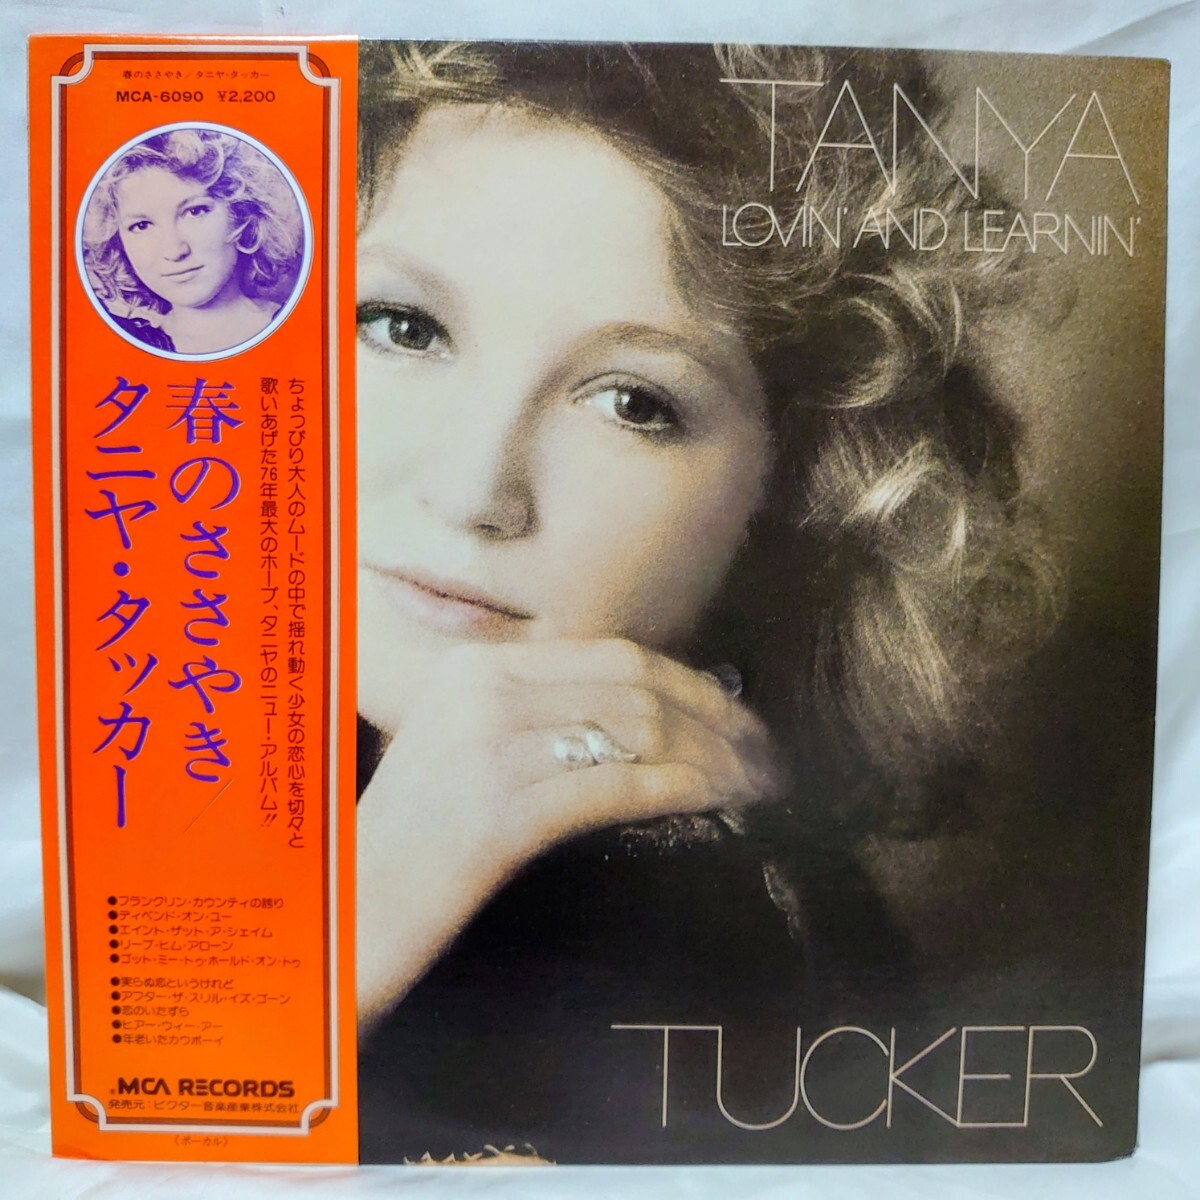 春のささやき/タニヤ・タッカー
MCA-6090 ¥2,200
春のささやき/
タニヤ・タッカー
ちょっぴり大人のムードの中で揺れ動く少女の恋心を切々と
歌いあげた76年最大のホープ、タニヤのニュー・アルバム!!
●フランクリン・カウンティの誇り
●ディペンド・オン・ユー
●エイント・ザット・ア・シェイム
●リーブ・ヒム・アローン
●ゴット・ミー・トゥ・ホールド・オン・トゥ
●実らぬ恋というけれど
●アフター・ザ・スリル・イズ・ゴーン
●恋のいたずら
●ヒアー・ウィー・アー
●年老いたカウボーイ
MCA RECORDS
発売元:ビクター音楽産業株式会社
〈ボーカル〉
TANYA
LOVIN' AND LEARNIN'
TUCKER